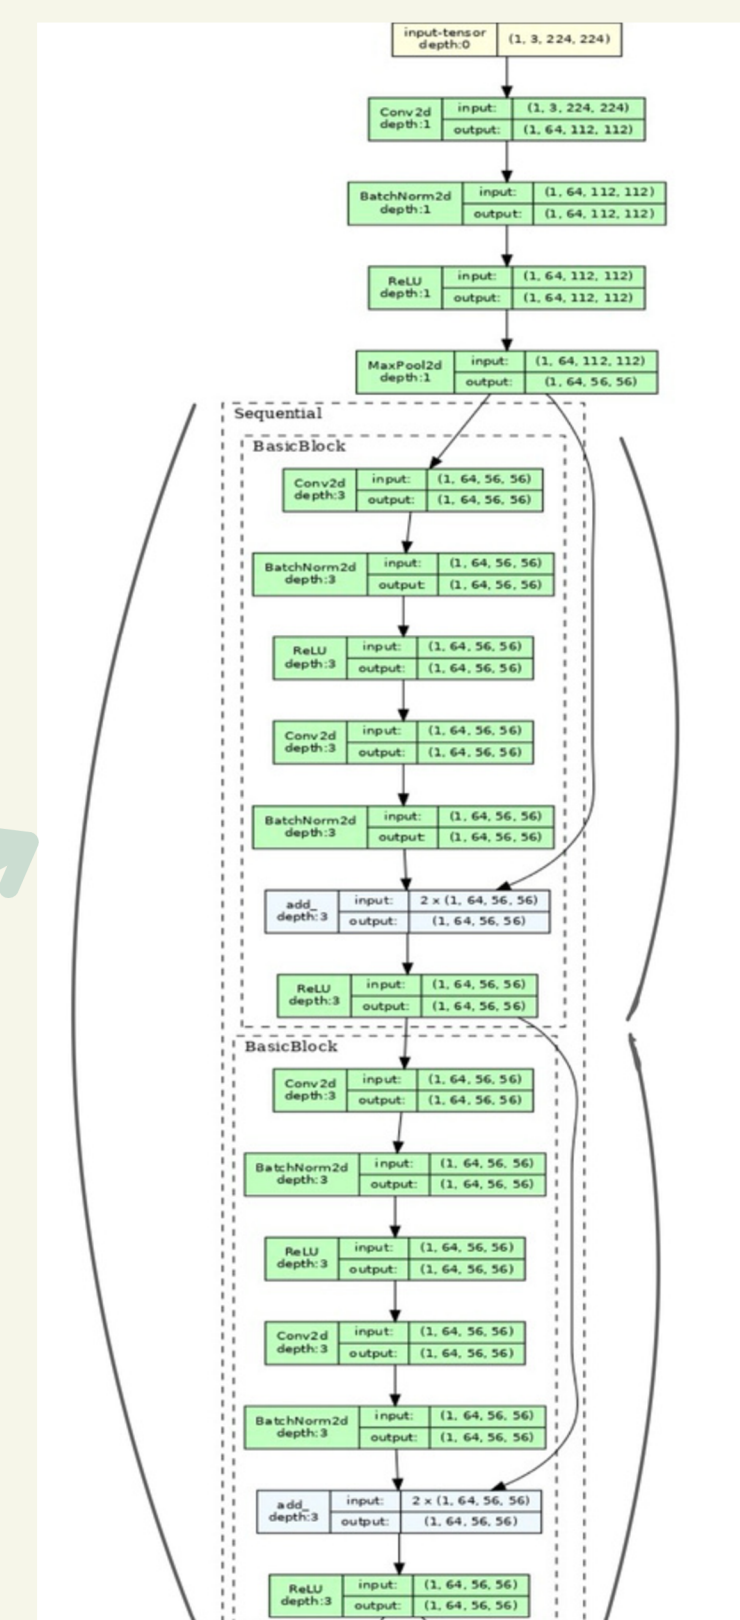 input-tensor
depth:0
(1, 3, 224, 224)
Conv2d
depth:1
input:
(1, 3, 224, 224)
output:
(1, 64, 112, 112)
BatchNorm2d
depth:1
input:
(1, 64, 112, 112)
output:
(1, 64, 112, 112)
ReLU
depth:1
input:
(1, 64, 112, 112)
output:
(1, 64, 112, 112)
MaxPool2d
depth:1
input:
(1, 64, 112, 112)
output:
(1, 64, 56, 56)
Sequential
BasicBlock
Conv2d
depth:3
input:
(1, 64, 56, 56)
output:
(1, 64, 56, 56)
BatchNorm2d
depth:3
input:
(1, 64, 56, 56)
output:
(1, 64, 56, 56)
ReLU
depth:3
input:
(1, 64, 56, 56)
output:
(1, 64, 56, 56)
Conv2d
depth:3
input:
(1, 64, 56, 56)
output:
(1, 64, 56, 56)
BatchNorm2d
depth:3
input:
(1, 64, 56, 56)
output:
(1, 64, 56, 56)
add_
depth:3
input:
2 x (1, 64, 56, 56)
output:
(1, 64, 56, 56)
ReLU
depth:3
input:
(1, 64, 56, 56)
output:
(1, 64, 56, 56)
BasicBlock
Conv2d
depth:3
input:
(1, 64, 56, 56)
output:
(1, 64, 56, 56)
BatchNorm2d
depth:3
input:
(1, 64, 56, 56)
output:
(1, 64, 56, 56)
ReLU
depth:3
input:
(1, 64, 56, 56)
output:
(1, 64, 56, 56)
Conv2d
depth:3
input:
(1, 64, 56, 56)
output:
(1, 64, 56, 56)
BatchNorm2d
depth:3
input:
(1, 64, 56, 56)
output:
(1, 64, 56, 56)
add_
depth:3
input:
2 x (1, 64, 56, 56)
output:
(1, 64, 56, 56)
ReLU
depth:3
input:
(1, 64, 56, 56)
output:
(1, 64, 56, 56)